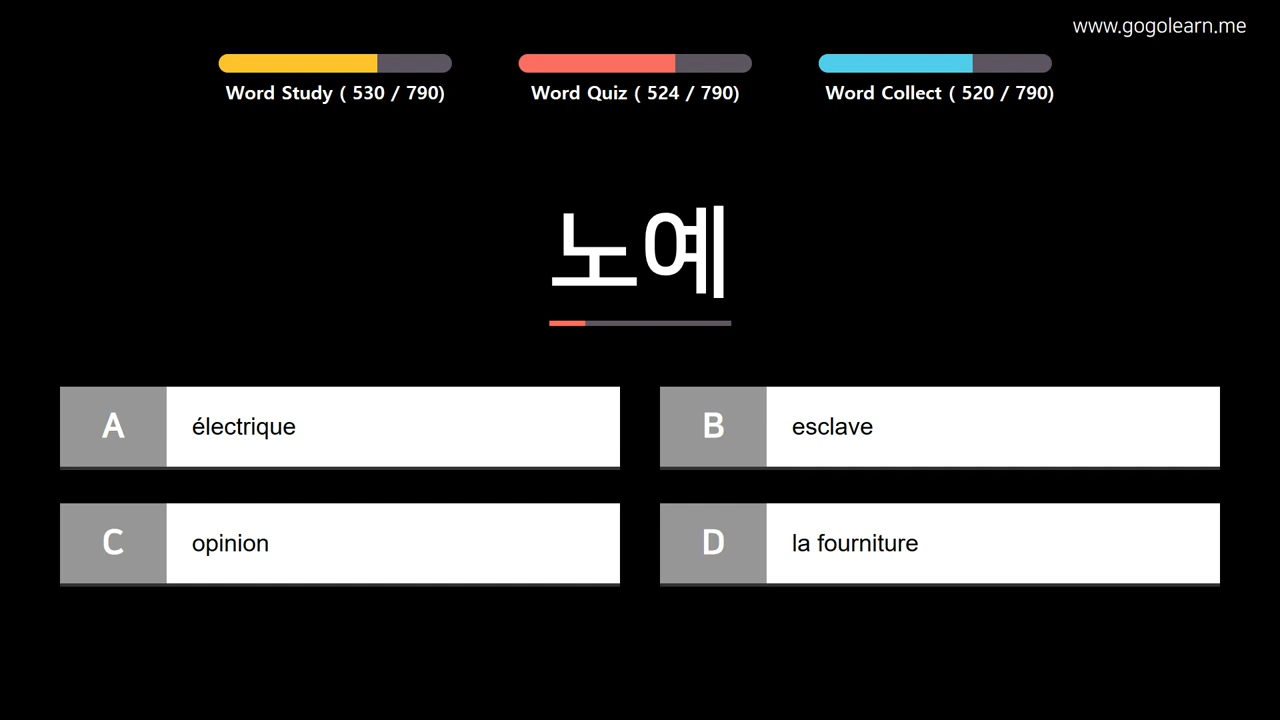 www.gogolearn.me
Word Study ( 530 / 790)
Word Quiz ( 524 / 790)
Word Collect ( 520 / 790)
노예
A électrique
B esclave
C opinion
D la fourniture